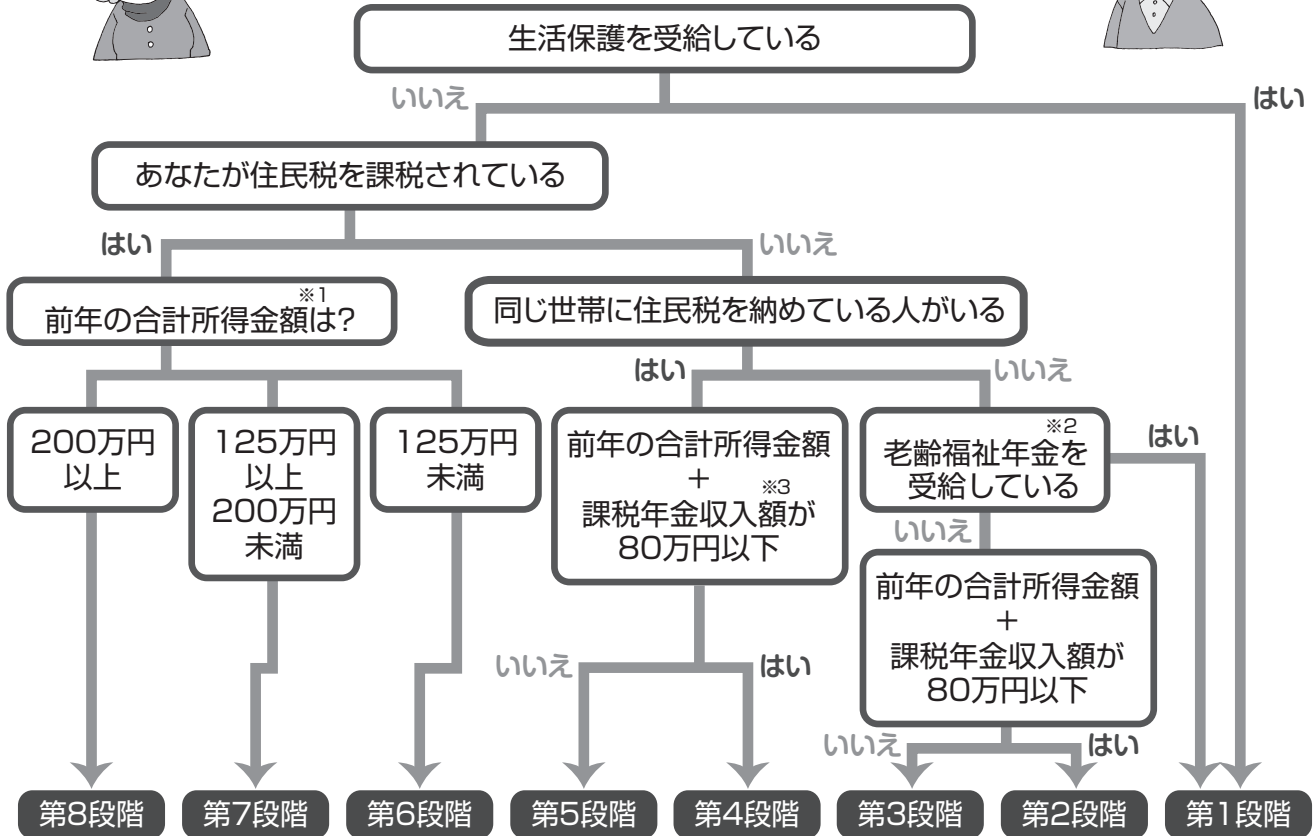 生活保護を受給している
いいえ
はい
あなたが住民税を課税されている
はい
いいえ
※1
前年の合計所得金額は?
同じ世帯に住民税を納めている人がいる
はい
いいえ
200万円
以上
125万円
以上
200万円
未満
125万円
未満
前年の合計所得金額
+
※3
課税年金収入額が
80万円以下
※2
老齢福祉年金を
受給している
はい
いいえ
前年の合計所得金額
+
課税年金収入額が
80万円以下
いいえ
はい
いいえ
はい
第8段階
第7段階
第6段階
第5段階
第4段階
第3段階
第2段階
第1段階